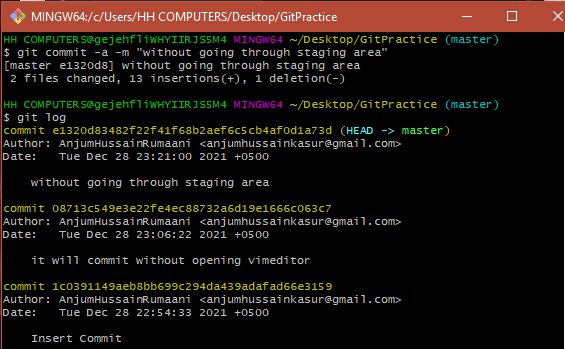 MINGW64:/c/Users/HH COMPUTERS/Desktop/GitPractice
HH COMPUTERS@gejehfliWHYIIRJSSM4 MINGW64 ~/Desktop/GitPractice (master)
$ git commit -a -m "without going through staging area"
[master e1320d8] without going through staging area
 2 files changed, 13 insertions(+), 1 deletion(-)
HH COMPUTERS@gejehfliWHYIIRJSSM4 MINGW64 ~/Desktop/GitPractice (master)
$ git log
commit e1320d83482f22f41f68b2aef6c5cb4af0d1a73d (HEAD -> master)
Author: AnjumHussainRumaani <anjumhussainkasur@gmail.com>
Date:   Tue Dec 28 23:21:00 2021 +0500
    without going through staging area
commit 08713c549e3e22fe4ec88732a6d19e1666c063c7
Author: AnjumHussainRumaani <anjumhussainkasur@gmail.com>
Date:   Tue Dec 28 23:06:22 2021 +0500
    it will commit without opening vimeditor
commit 1c0391149aeb8bb699c294da439adafad66e3159
Author: AnjumHussainRumaani <anjumhussainkasur@gmail.com>
Date:   Tue Dec 28 22:54:33 2021 +0500
    Insert Commit